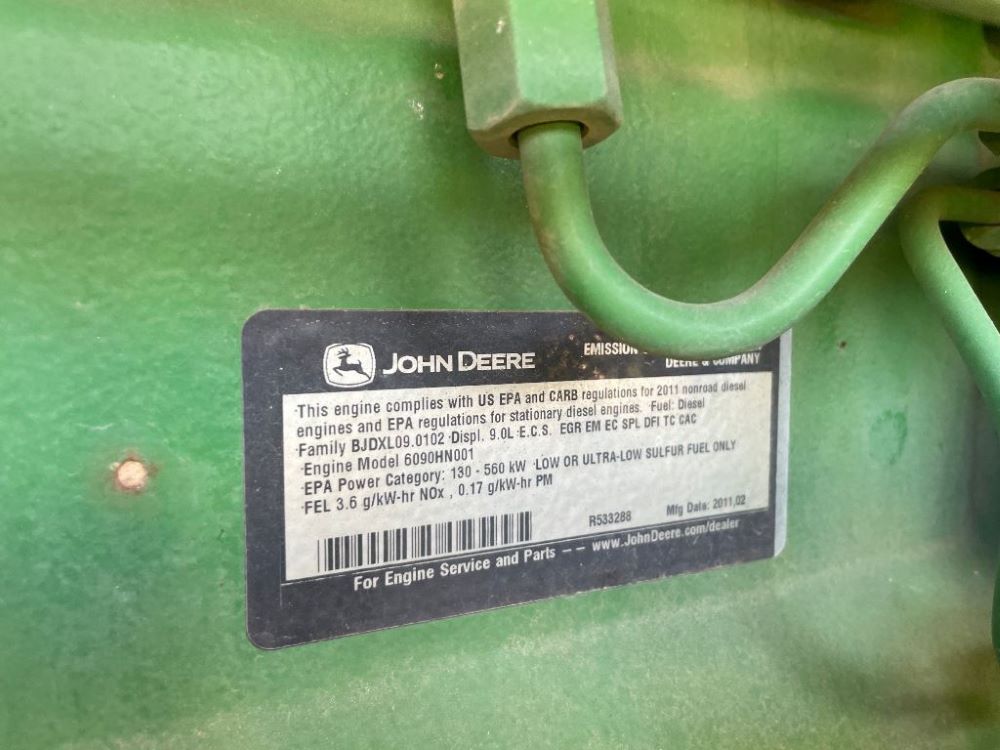 JOHN DEERE
EMISSION
DEERE & COMPANY
·This engine complies with US EPA and CARB regulations for 2011 nonroad diesel
engines and EPA regulations for stationary diesel engines. ·Fuel: Diesel
·Family BJDXL09.0102 ·Displ. 9.0L ·E.C.S. EGR EM EC SPL DFI TC CAC
·Engine Model 6090HN001
·EPA Power Category: 130 - 560 kW ·LOW OR ULTRA-LOW SULFUR FUEL ONLY
·FEL 3.6 g/kW-hr NOx , 0.17 g/kW-hr PM
R533288 Mfg Date: 2011,02
For Engine Service and Parts -- www.JohnDeere.com/dealer